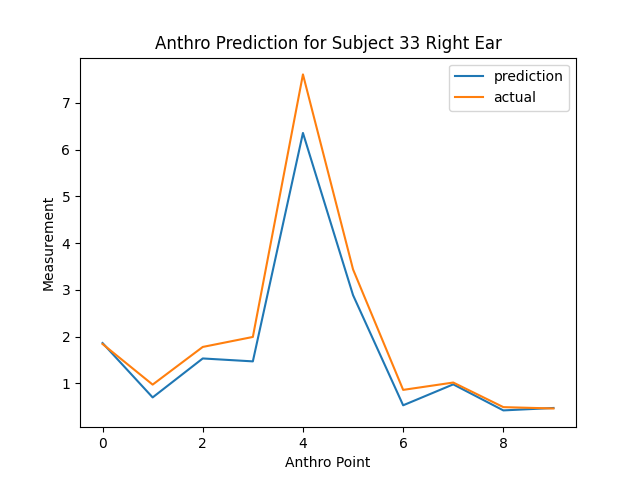 Anthro Prediction for Subject 33 Right Ear
prediction
actual
7
6
5
4
3
2
1
Measurement
0 2 4 6 8
Anthro Point